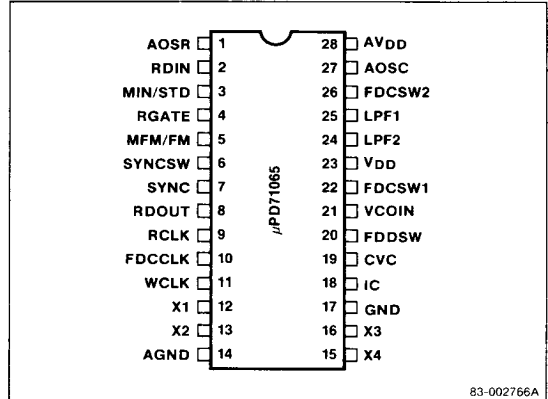 AOSR 1 28 AVDD
RDIN 2 27 AOSC
MIN/STD 3 26 FDCSW2
RGATE 4 25 LPF1
MFM/FM 5 24 LPF2
SYNCSW 6 23 VDD
SYNC 7 22 FDCSW1
RDOUT 8 21 VCOIN
RCLK 9 20 FDDSW
FDCCLK 10 19 CVC
WCLK 11 18 IC
X1 12 17 GND
X2 13 16 X3
AGND 14 15 X4
μPD71065
83-002766A